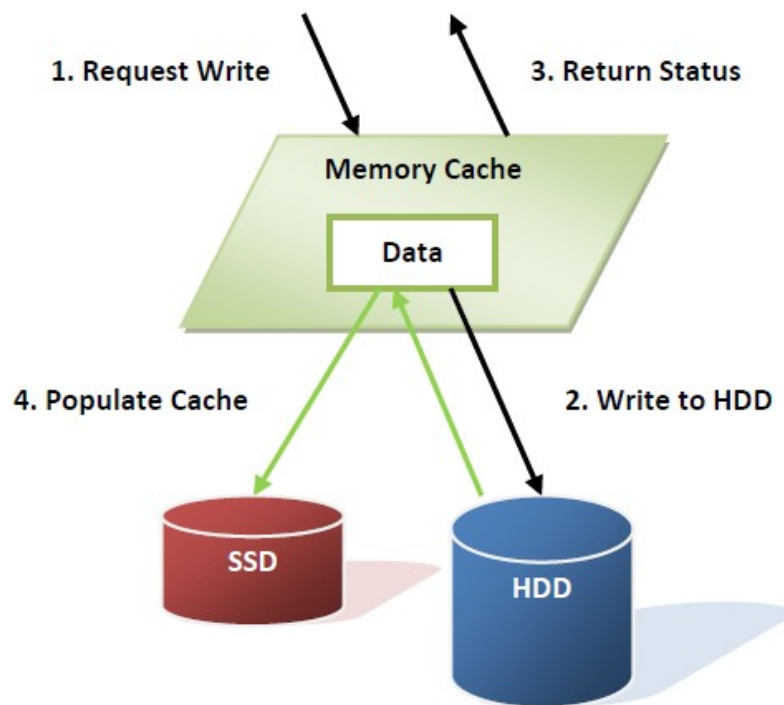 1. Request Write
3. Return Status
Memory Cache
Data
4. Populate Cache
2. Write to HDD
SSD
HDD